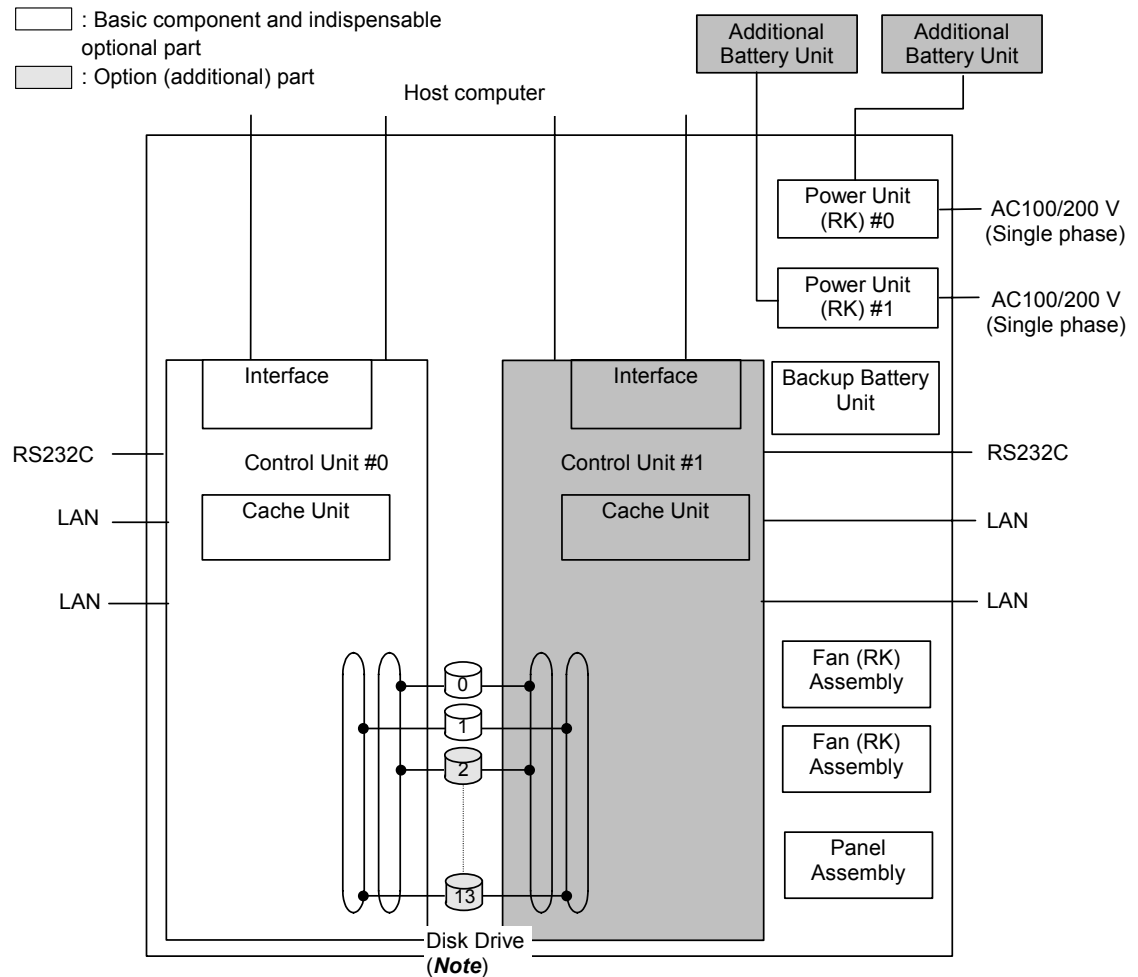 : Basic component and indispensable
optional part
: Option (additional) part
Additional
Battery Unit
Additional
Battery Unit
Host computer
Power Unit
(RK) #0
AC100/200 V
(Single phase)
Power Unit
(RK) #1
AC100/200 V
(Single phase)
Interface
Interface
Backup Battery
Unit
RS232C
Control Unit #0
Control Unit #1
RS232C
Cache Unit
Cache Unit
LAN
LAN
LAN
LAN
Fan (RK)
Assembly
0
1
Fan (RK)
Assembly
2
Panel
Assembly
13
Disk Drive
(Note)